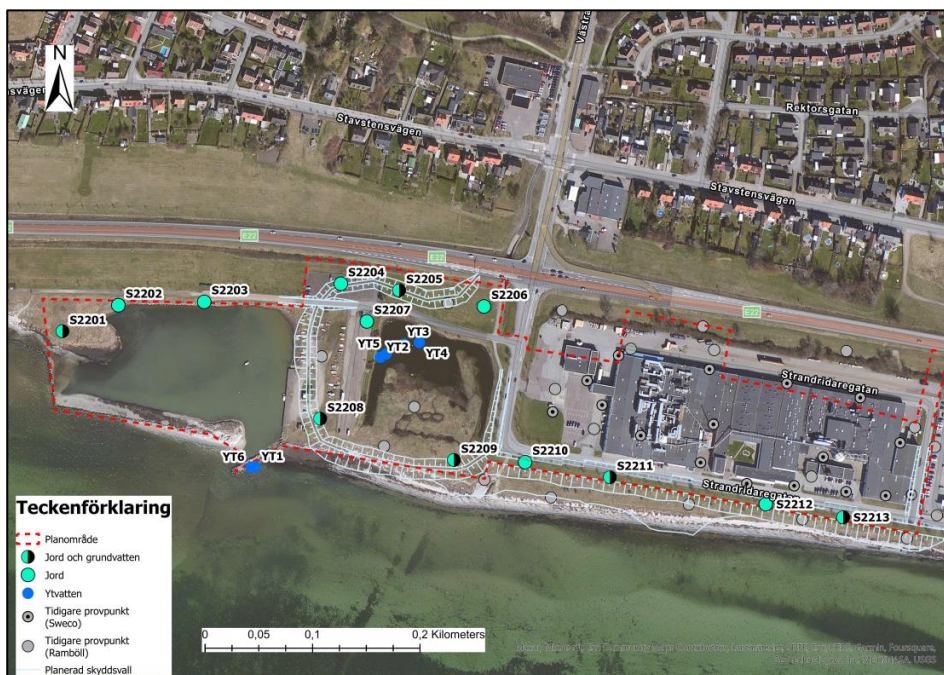 N
Västra
Rektorsgatan
Stavstensvägen
Stavstensvägen
E22
E22
E22
S2204
S2205
S2202
S2203
S2206
S2201
S2207
YT3
YT5
YT2
YT4
Strandridaregatan
S2208
S2209
S2210
YT6
YT1
S2211
Strandridaregatan
S2212
S2213
Teckenförklaring
Planområde
Jord och grundvatten
Jord
Ytvatten
Tidigare provpunkt
(Sweco)
Tidigare provpunkt
(Ramböll)
Planerad skyddsvall
0 0,05 0,1 0,2 Kilometers